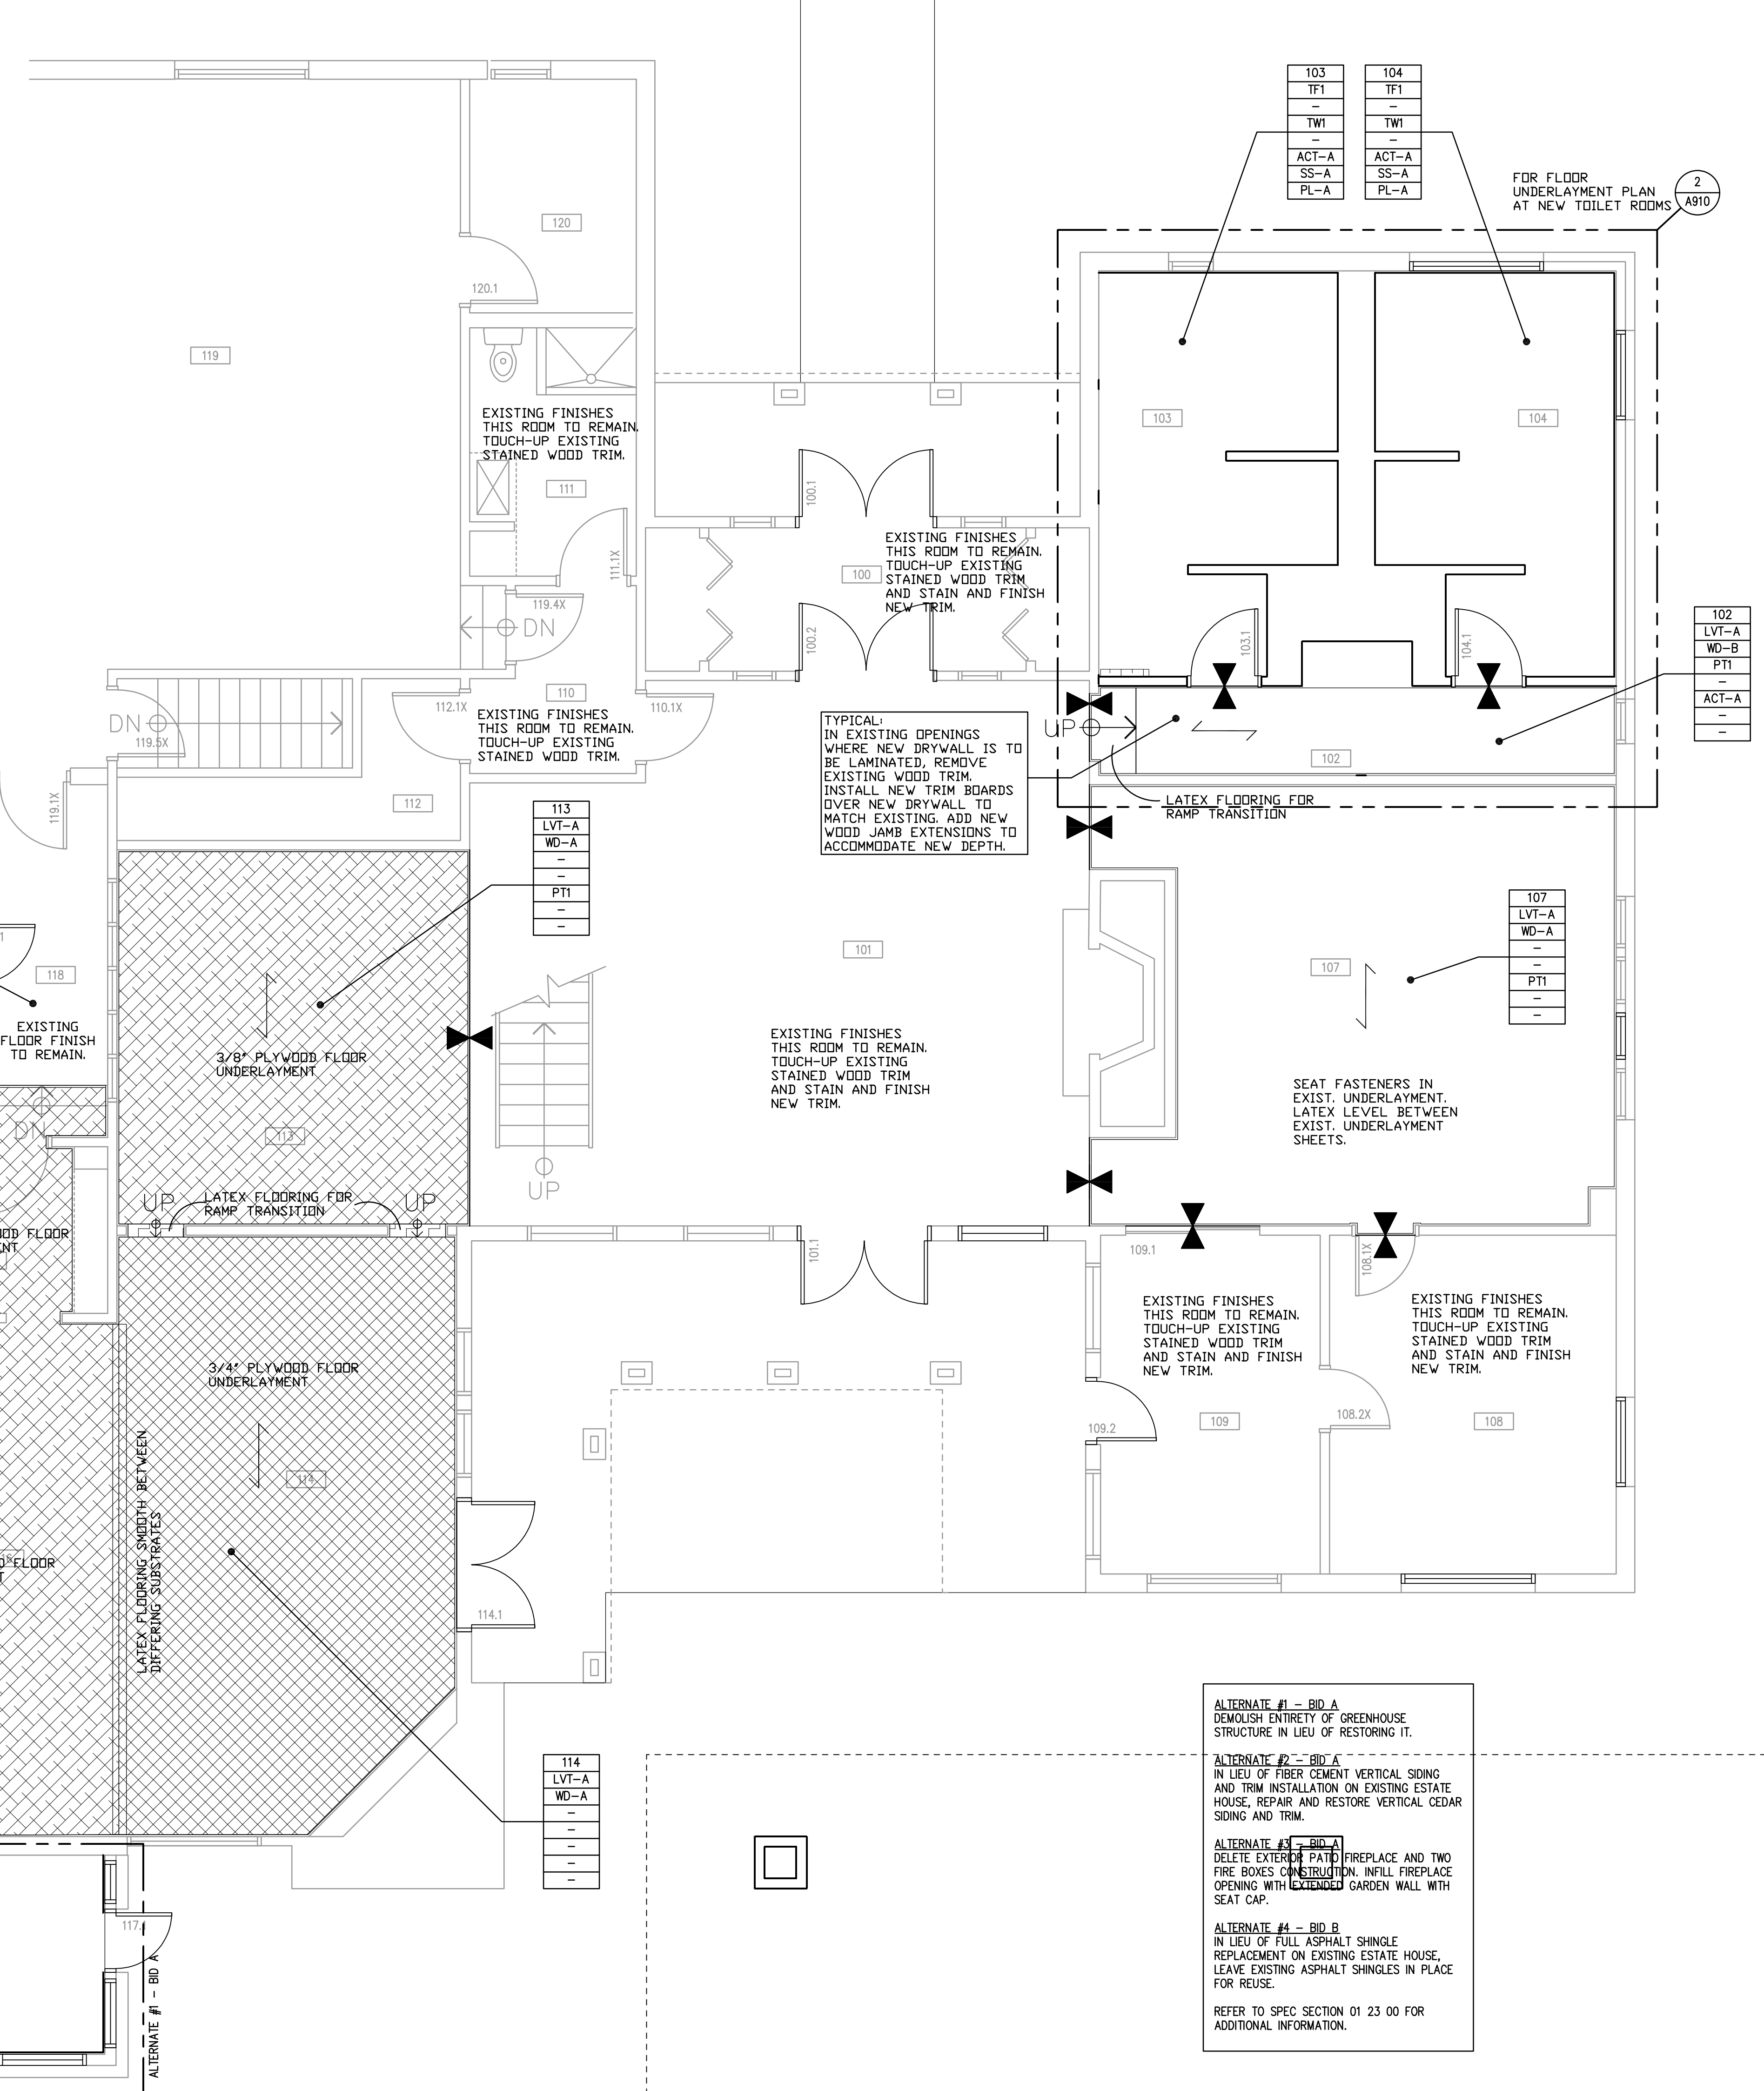 103
TF1
-
TW1
-
ACT-A
SS-A
PL-A
104
TF1
-
TW1
-
ACT-A
SS-A
PL-A
FOR FLOOR
UNDERLAYMENT PLAN
AT NEW TOILET ROOMS
2
A910
120
120.1
119
EXISTING FINISHES
THIS ROOM TO REMAIN.
TOUCH-UP EXISTING
STAINED WOOD TRIM.
111
111.1X
103
104
100.1
EXISTING FINISHES
THIS ROOM TO REMAIN.
TOUCH-UP EXISTING
STAINED WOOD TRIM
AND STAIN AND FINISH
NEW TRIM.
100
100.2
119.4X
DN
103.1
104.1
102
LVT-A
WD-B
PT1
-
ACT-A
-
-
110
112.1X
110.1X
EXISTING FINISHES
THIS ROOM TO REMAIN.
TOUCH-UP EXISTING
STAINED WOOD TRIM.
DN
119.5X
TYPICAL:
IN EXISTING OPENINGS
WHERE NEW DRYWALL IS TO
BE LAMINATED, REMOVE
EXISTING WOOD TRIM.
INSTALL NEW TRIM BOARDS
OVER NEW DRYWALL TO
MATCH EXISTING. ADD NEW
WOOD JAMB EXTENSIONS TO
ACCOMMODATE NEW DEPTH.
UP
102
LATEX FLOORING FOR
RAMP TRANSITION
119.1X
112
113
LVT-A
WD-A
-
-
PT1
-
-
101
107
107
LVT-A
WD-A
-
-
PT1
-
-
118
EXISTING
FLOOR FINISH
TO REMAIN.
3/8" PLYWOOD FLOOR
UNDERLAYMENT
EXISTING FINISHES
THIS ROOM TO REMAIN.
TOUCH-UP EXISTING
STAINED WOOD TRIM
AND STAIN AND FINISH
NEW TRIM.
SEAT FASTENERS IN
EXIST. UNDERLAYMENT.
LATEX LEVEL BETWEEN
EXIST. UNDERLAYMENT
SHEETS.
DN
113
UP
UP
LATEX FLOORING FOR
RAMP TRANSITION
UP
FLOOR
101.1
109.1
108.1X
EXISTING FINISHES
THIS ROOM TO REMAIN.
TOUCH-UP EXISTING
STAINED WOOD TRIM
AND STAIN AND FINISH
NEW TRIM.
EXISTING FINISHES
THIS ROOM TO REMAIN.
TOUCH-UP EXISTING
STAINED WOOD TRIM
AND STAIN AND FINISH
NEW TRIM.
3/4" PLYWOOD FLOOR
UNDERLAYMENT
109.2
109
108.2X
108
114
LATEX FLOORING SMOOTH BETWEEN
DIFFERING SUBSTRATES
FLOOR
114.1
114
LVT-A
WD-A
-
-
-
-
-
ALTERNATE #1 - BID A
DEMOLISH ENTIRETY OF GREENHOUSE
STRUCTURE IN LIEU OF RESTORING IT.
ALTERNATE #2 - BID A
IN LIEU OF FIBER CEMENT VERTICAL SIDING
AND TRIM INSTALLATION ON EXISTING ESTATE
HOUSE, REPAIR AND RESTORE VERTICAL CEDAR
SIDING AND TRIM.
ALTERNATE #3 - BID A
DELETE EXTERIOR PATIO FIREPLACE AND TWO
FIRE BOXES CONSTRUCTION. INFILL FIREPLACE
OPENING WITH EXTENDED GARDEN WALL WITH
SEAT CAP.
ALTERNATE #4 - BID B
IN LIEU OF FULL ASPHALT SHINGLE
REPLACEMENT ON EXISTING ESTATE HOUSE,
LEAVE EXISTING ASPHALT SHINGLES IN PLACE
FOR REUSE.
REFER TO SPEC SECTION 01 23 00 FOR
ADDITIONAL INFORMATION.
ALTERNATE #1 - BID A